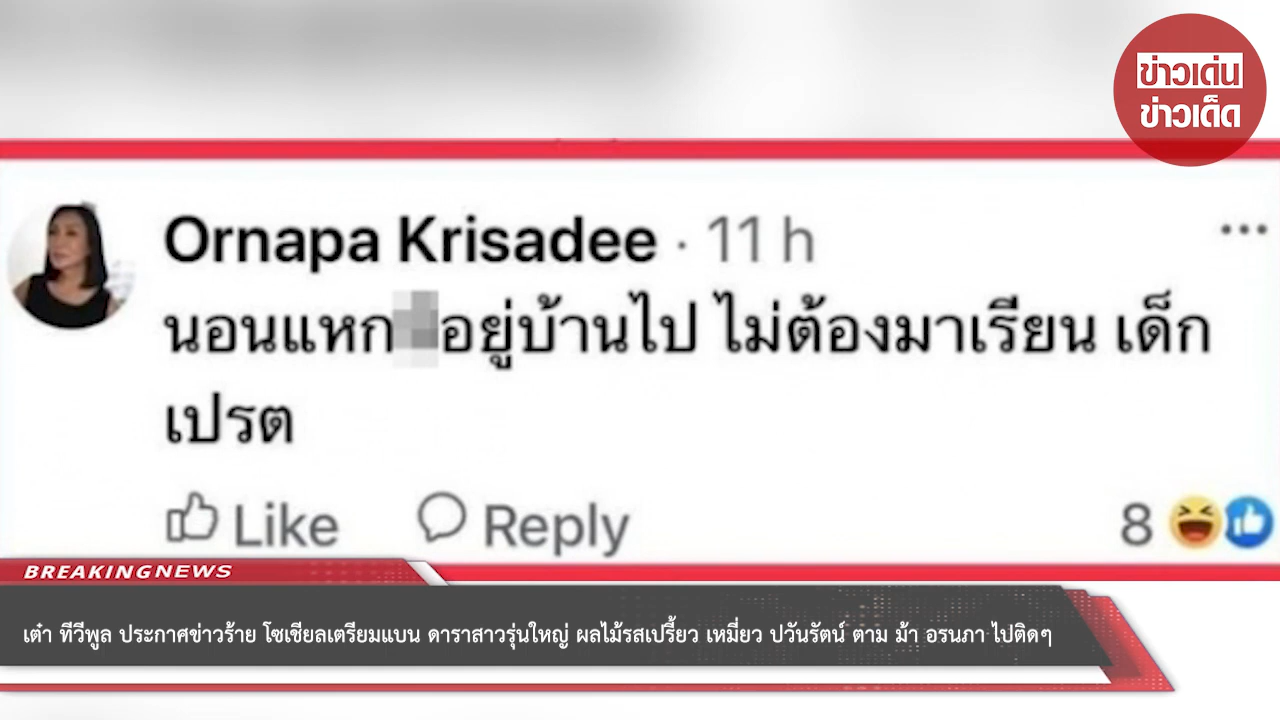 ข่าวเด่น
ข่าวเด็ด
Ornapa Krisadee · 11 h
นอนแหก อยู่บ้านไป ไม่ต้องมาเรียน เด็ก
เปรต
Like Reply 8
BREAKING NEWS
เต๋า ทีวีพูล ประกาศข่าวร้าย โซเชียลเตรียมแบน ดาราสาวรุ่นใหญ่ ผลไม้รสเปรี้ยว เหมี่ยว ปวันรัตน์ ตาม ม้า อรนภา ไปติดๆ